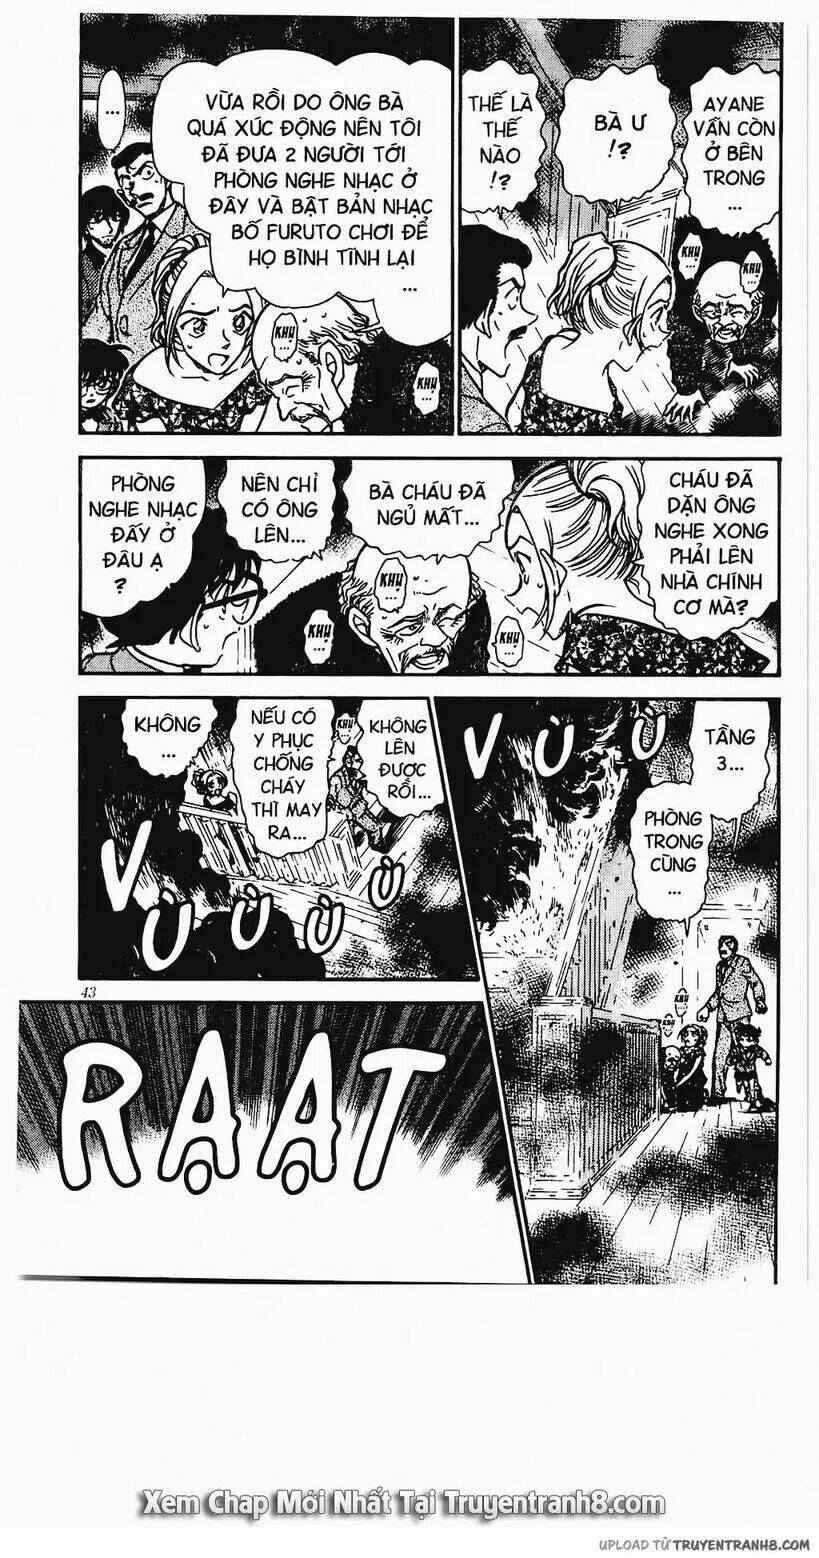 AYANE
VẪN CÒN
Ở BÊN
TRONG
...
BÀ Ư
!?
THẾ LÀ
THẾ
NÀO
!?
KHỤ
...
KHỤ
...
VỪA RỒI DO ÔNG BÀ
QUÁ XÚC ĐỘNG NÊN TÔI
ĐÃ ĐƯA 2 NGƯỜI TỚI
PHÒNG NGHE NHẠC Ở
ĐÂY VÀ BẬT BẢN NHẠC
BỐ FURUTO CHƠI ĐỂ
HỌ BÌNH TĨNH LẠI
...
...
KHỤ
...
KHỤ
...
CHÁU ĐÃ
DẶN ÔNG
NGHE XONG
PHẢI LÊN
NHÀ CHÍNH
CƠ MÀ?
BÀ CHÁU ĐÃ
NGỦ MẤT...
KHỤ
...
KHỤ
...
KHỤ
...
NÊN CHỈ
CÓ ÔNG
LÊN...
PHÒNG
NGHE NHẠC
ĐẤY Ở
ĐÂU Ạ
?
TẦNG
3...
PHÒNG
TRONG
CÙNG
...
VÙÙ
KHỤ
...
KHỤ
...
KHÔNG
LÊN
ĐƯỢC
RỒI...
KHỤ
...
NẾU CÓ
Y PHỤC
CHỐNG
CHÁY
THÌ MAY
RA...
KHÔNG
...
VÙÙÙÙ
43
RẠẠT
Xem Chap Mới Nhất Tại Truyentranh8.com
UPLOAD TỪ TRUYENTRANH8.COM